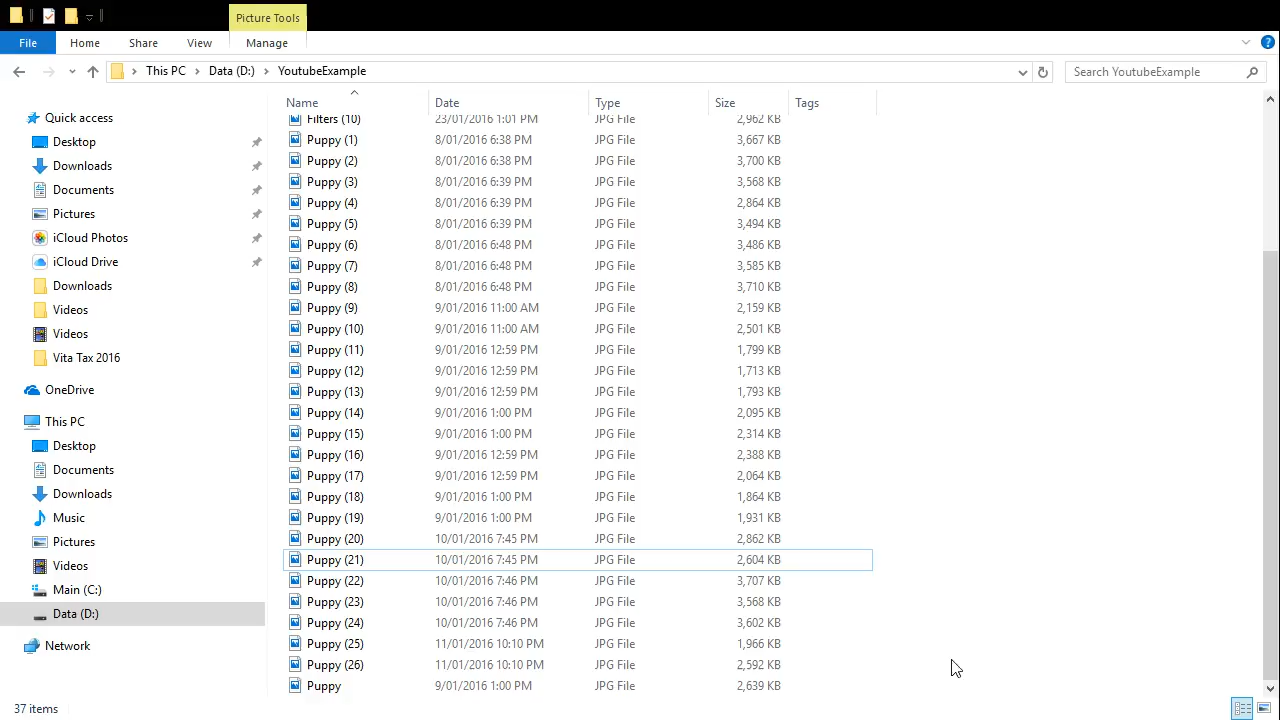 Picture Tools
File Home Share View Manage
This PC Data (D:) YoutubeExample Search YoutubeExample
Name Date Type Size Tags
Quick access
Desktop
Downloads
Documents
Pictures
iCloud Photos
iCloud Drive
Downloads
Videos
Videos
Vita Tax 2016
OneDrive
This PC
Desktop
Documents
Downloads
Music
Pictures
Videos
Main (C:)
Data (D:)
Network
Filters (10) 23/01/2016 1:01 PM JPG File 2,962 KB
Puppy (1) 8/01/2016 6:38 PM JPG File 3,667 KB
Puppy (2) 8/01/2016 6:38 PM JPG File 3,700 KB
Puppy (3) 8/01/2016 6:39 PM JPG File 3,568 KB
Puppy (4) 8/01/2016 6:39 PM JPG File 2,864 KB
Puppy (5) 8/01/2016 6:39 PM JPG File 3,494 KB
Puppy (6) 8/01/2016 6:48 PM JPG File 3,486 KB
Puppy (7) 8/01/2016 6:48 PM JPG File 3,585 KB
Puppy (8) 8/01/2016 6:48 PM JPG File 3,710 KB
Puppy (9) 9/01/2016 11:00 AM JPG File 2,159 KB
Puppy (10) 9/01/2016 11:00 AM JPG File 2,501 KB
Puppy (11) 9/01/2016 12:59 PM JPG File 1,799 KB
Puppy (12) 9/01/2016 12:59 PM JPG File 1,713 KB
Puppy (13) 9/01/2016 12:59 PM JPG File 1,793 KB
Puppy (14) 9/01/2016 1:00 PM JPG File 2,095 KB
Puppy (15) 9/01/2016 1:00 PM JPG File 2,314 KB
Puppy (16) 9/01/2016 12:59 PM JPG File 2,388 KB
Puppy (17) 9/01/2016 12:59 PM JPG File 2,064 KB
Puppy (18) 9/01/2016 1:00 PM JPG File 1,864 KB
Puppy (19) 9/01/2016 1:00 PM JPG File 1,931 KB
Puppy (20) 10/01/2016 7:45 PM JPG File 2,862 KB
Puppy (21) 10/01/2016 7:45 PM JPG File 2,604 KB
Puppy (22) 10/01/2016 7:46 PM JPG File 3,707 KB
Puppy (23) 10/01/2016 7:46 PM JPG File 3,568 KB
Puppy (24) 10/01/2016 7:46 PM JPG File 3,602 KB
Puppy (25) 11/01/2016 10:10 PM JPG File 1,966 KB
Puppy (26) 11/01/2016 10:10 PM JPG File 2,592 KB
Puppy 9/01/2016 1:00 PM JPG File 2,639 KB
37 items